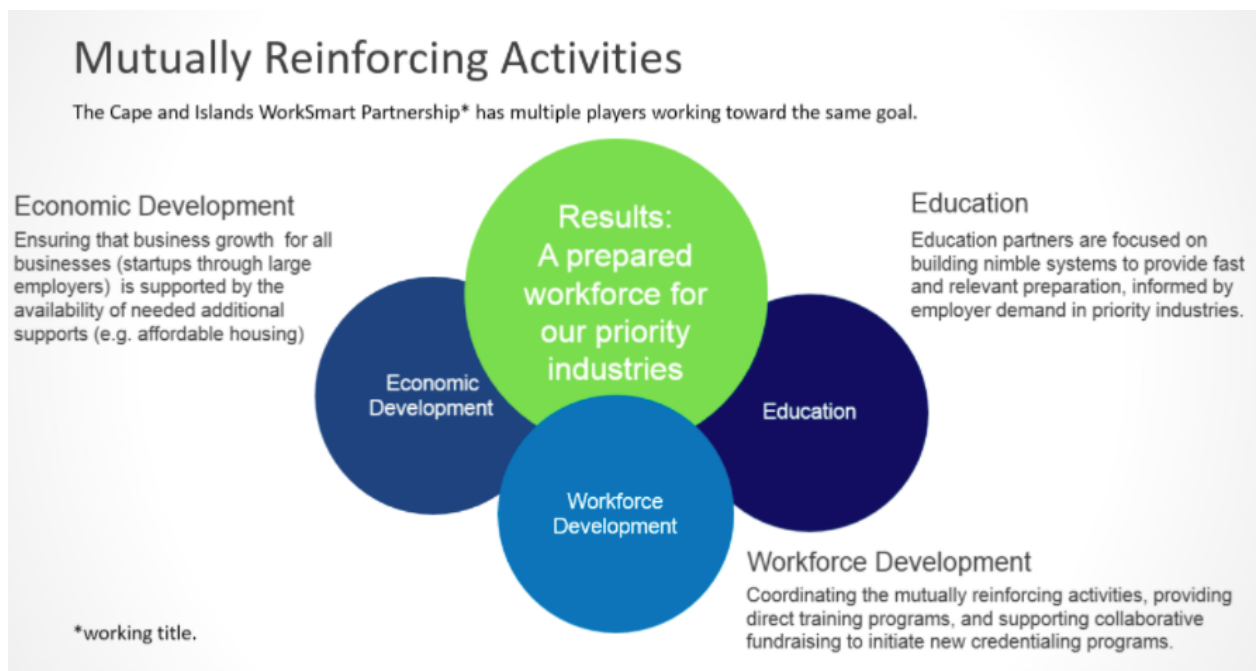 Mutually Reinforcing Activities
The Cape and Islands WorkSmart Partnership* has multiple players working toward the same goal.
Economic Development
Ensuring that business growth  for all
businesses (startups through large
employers)  is supported by the
availability of needed additional
supports (e.g. affordable housing)
Results:
A prepared
workforce for
our priority
industries
Education
Education partners are focused on
building nimble systems to provide fast
and relevant preparation, informed by
employer demand in priority industries.
Economic
Development
Education
Workforce
Development
Workforce Development
Coordinating the mutually reinforcing activities, providing
direct training programs, and supporting collaborative
fundraising to initiate new credentialing programs.
*working title.